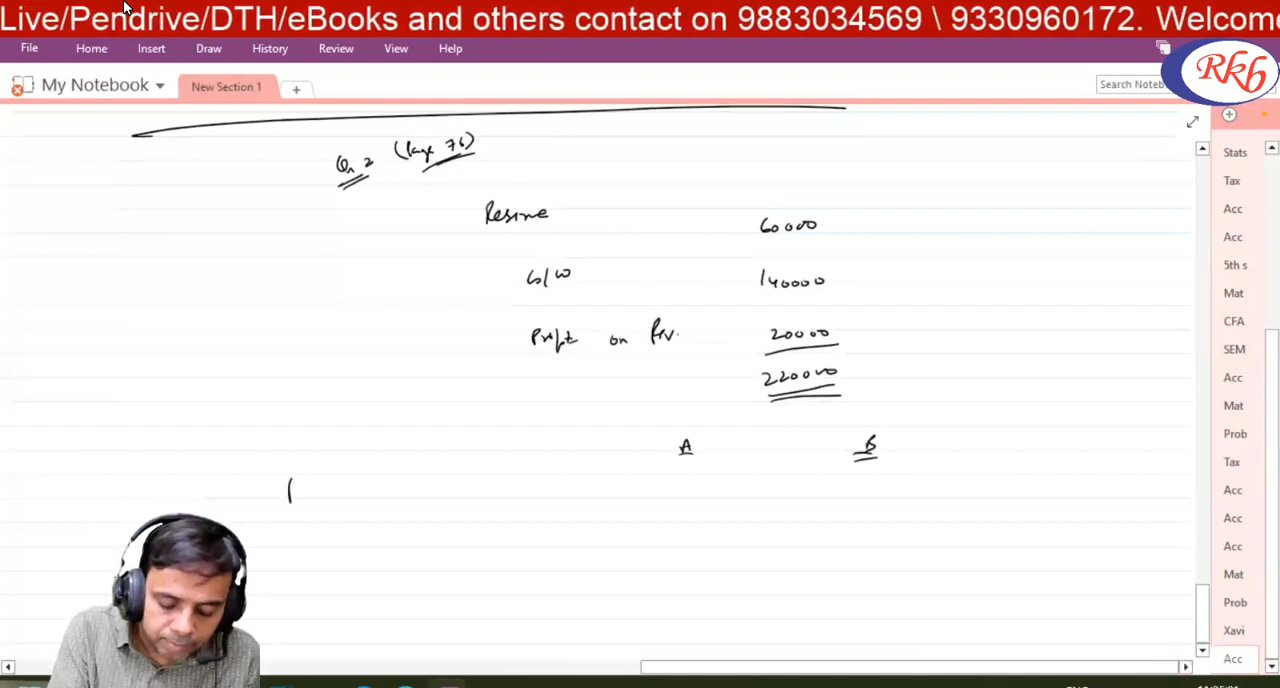 Live/Pendrive/DTH/eBooks and others contact on 9883034569 \ 9330960172. Welcome
File Home Insert Draw History Review View Help
Rkb
My Notebook New Section 1 + Search Noteb
Qn 2 (Page 76)
Reserve 60000
G/W 140000
Profit on Rev. 20000
220000
A B
Stats
Tax
Acc
Acc
5th s
Mat
CFA
SEM
Acc
Mat
Prob
Tax
Acc
Acc
Acc
Mat
Prob
Xavi
Acc